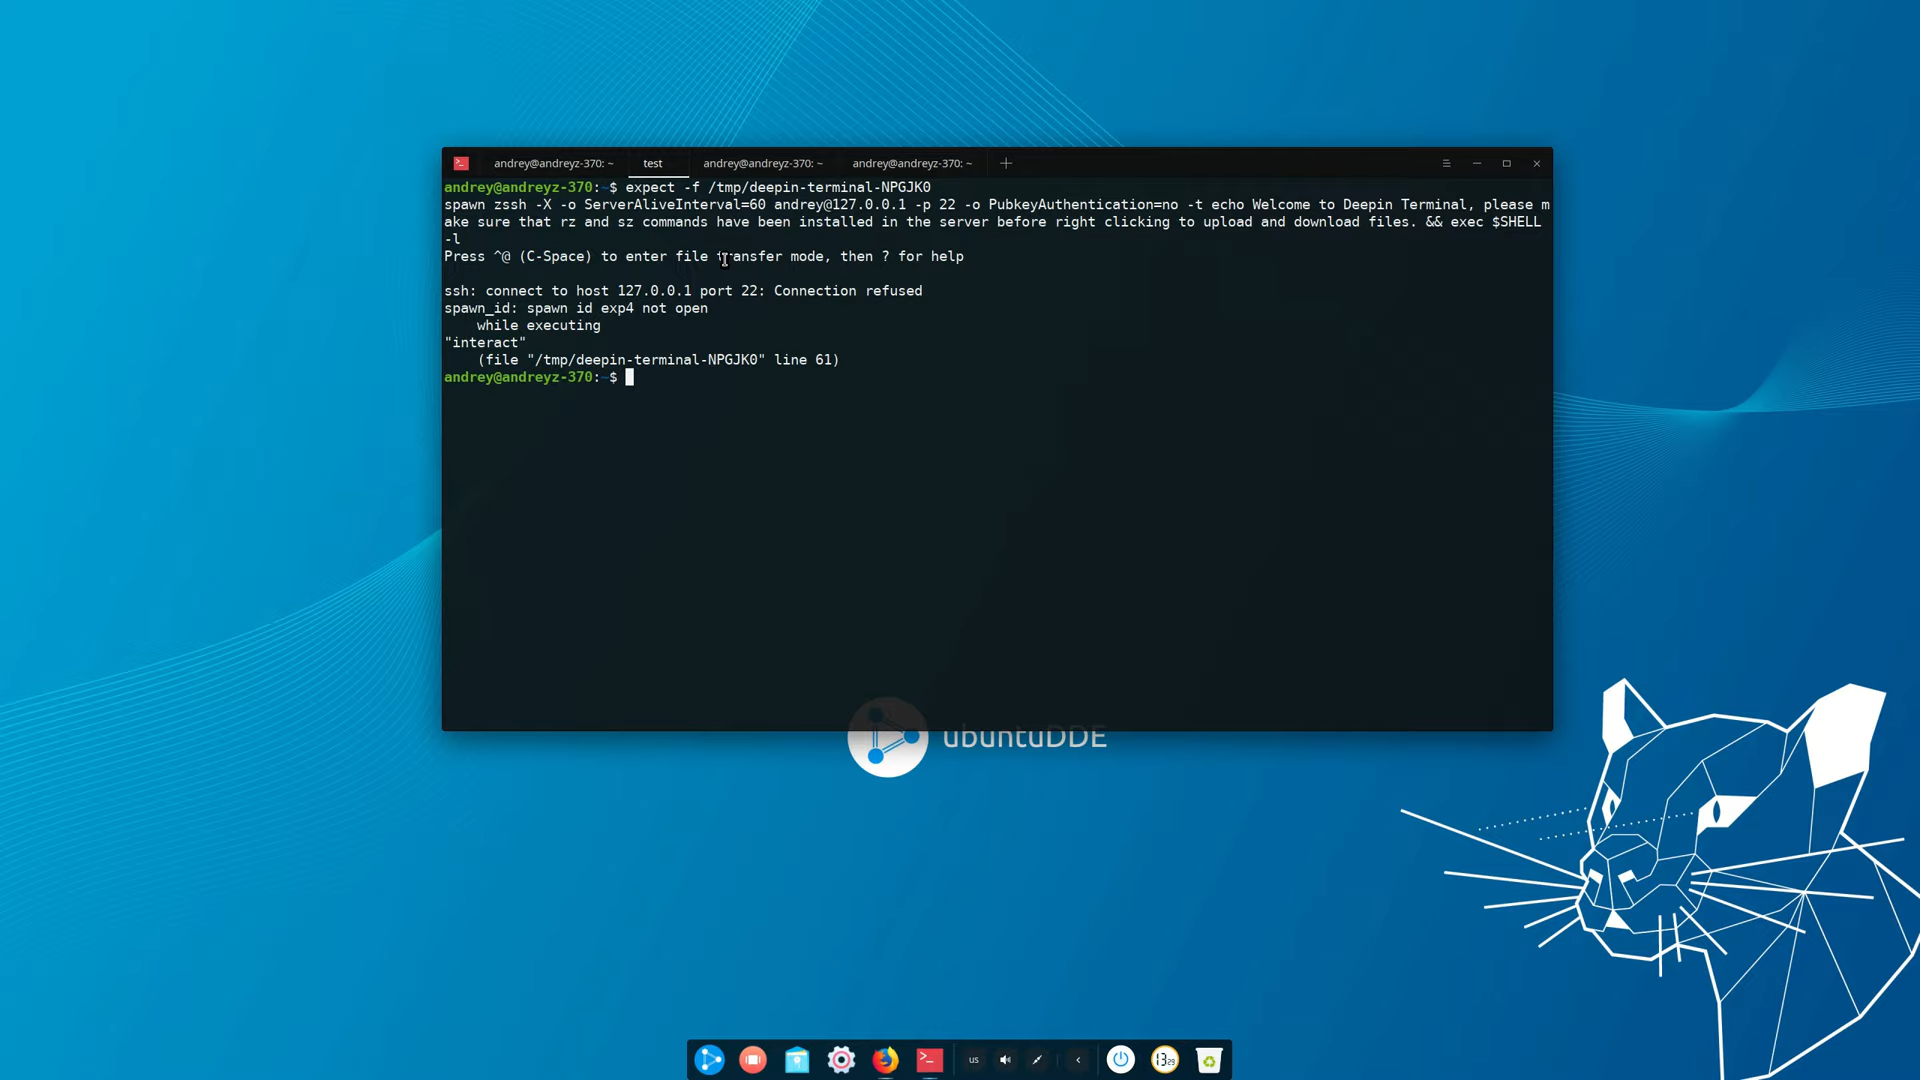 andrey@andreyz-370: ~ test andrey@andreyz-370: ~ andrey@andreyz-370: ~
andrey@andreyz-370:~$ expect -f /tmp/deepin-terminal-NPGJK0
spawn zssh -X -o ServerAliveInterval=60 andrey@127.0.0.1 -p 22 -o PubkeyAuthentication=no -t echo Welcome to Deepin Terminal, please m
ake sure that rz and sz commands have been installed in the server before right clicking to upload and download files. && exec $SHELL
-l
Press ^@ (C-Space) to enter file transfer mode, then ? for help
ssh: connect to host 127.0.0.1 port 22: Connection refused
spawn_id: spawn id exp4 not open
while executing
"interact"
(file "/tmp/deepin-terminal-NPGJK0" line 61)
andrey@andreyz-370:~$
ubuntuDDE
us
13 29